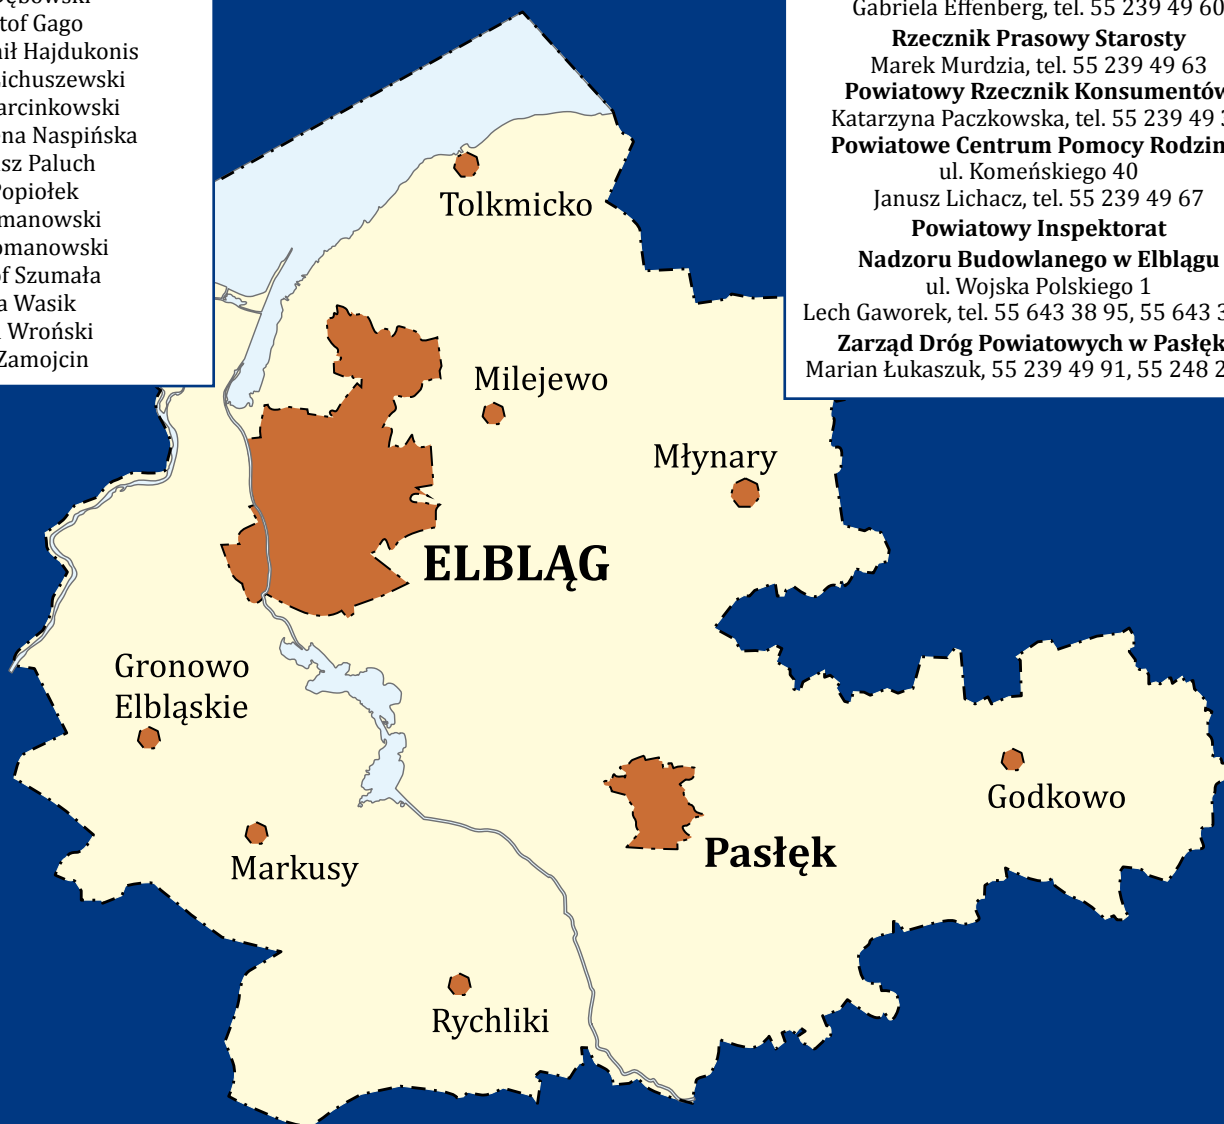 tof Gago
Hajdukonis
ichuszewski
arcinkowski
ena Naspińska
sz Paluch
Popiołek
manowski
omanowski
f Szumała
a Wasik
Wroński
Zamojcin
Gabriela Effenberg, tel. 55 239 49 60
Rzecznik Prasowy Starosty
Marek Murdzia, tel. 55 239 49 63
Powiatowy Rzecznik Konsumentów
Katarzyna Paczkowska, tel. 55 239 49
Powiatowe Centrum Pomocy Rodzin
ul. Komeńskiego 40
Janusz Lichacz, tel. 55 239 49 67
Powiatowy Inspektorat
Nadzoru Budowlanego w Elblągu
ul. Wojska Polskiego 1
Lech Gaworek, tel. 55 643 38 95, 55 643 3
Zarząd Dróg Powiatowych w Pasłęk
Marian Łukaszuk, 55 239 49 91, 55 248 2
Tolkmicko
Milejewo
Młynary
ELBLĄG
Gronowo
Elbląskie
Godkowo
Pasłęk
Markusy
Rychliki